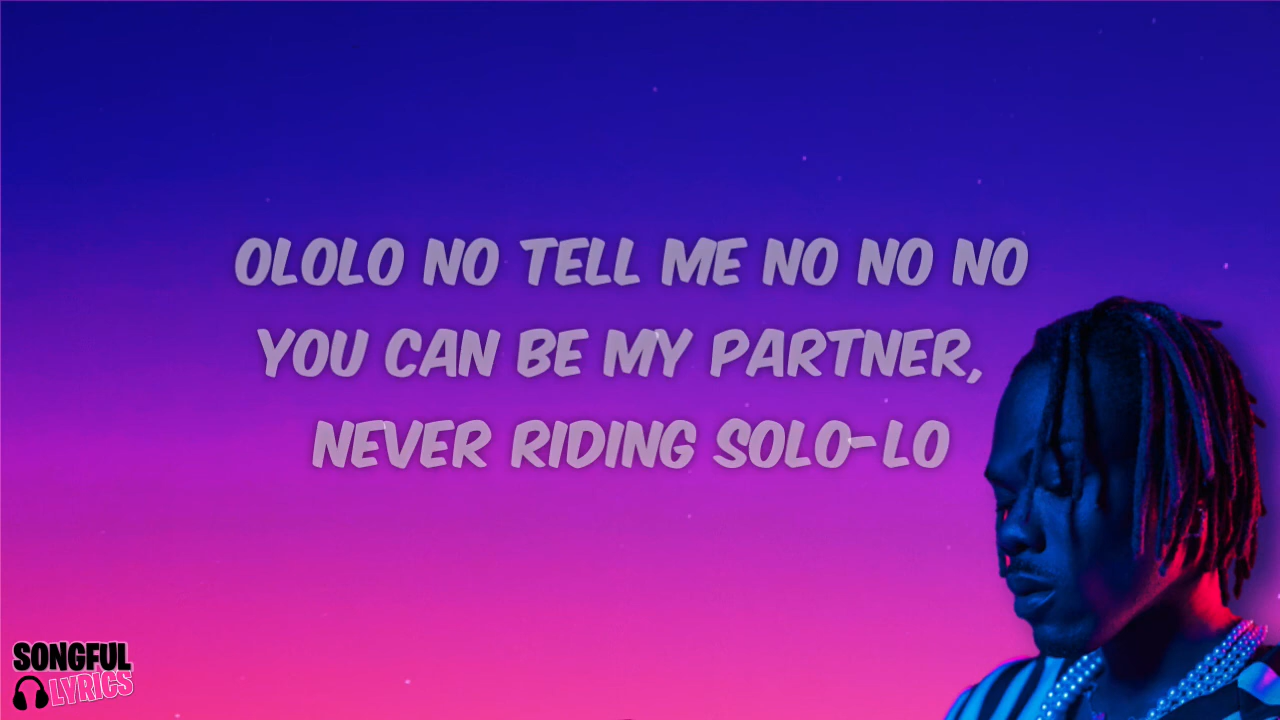 OLOLO NO TELL ME NO NO NO
YOU CAN BE MY PARTNER,
NEVER RIDING SOLO-LO
SONGFUL
LYRICS